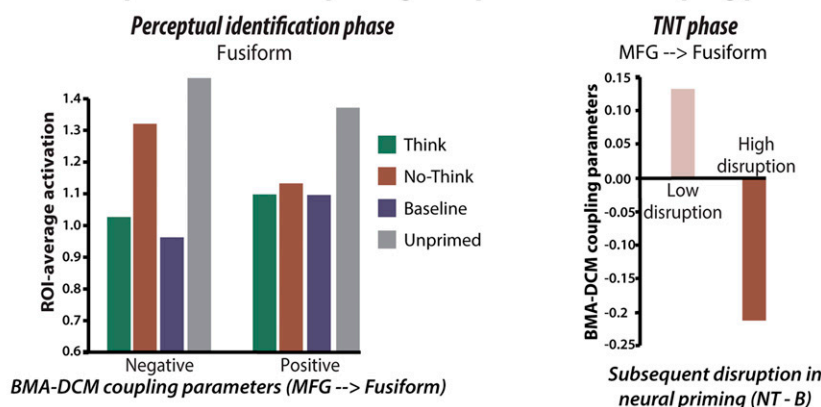 Perceptual identification phase
Fusiform
ROI-average activation
1.4
1.3
1.2
1.1
1.0
0.9
0.8
0.7
0.6
Negative
Positive
Think
No-Think
Baseline
Unprimed
BMA-DCM coupling parameters (MFG --> Fusiform)
TNT phase
MFG --> Fusiform
BMA-DCM coupling parameters
0.15
0.10
0.05
0.00
-0.05
-0.10
-0.15
-0.2
-0.25
High
disruption
Low
disruption
Subsequent disruption in
neural priming (NT - B)